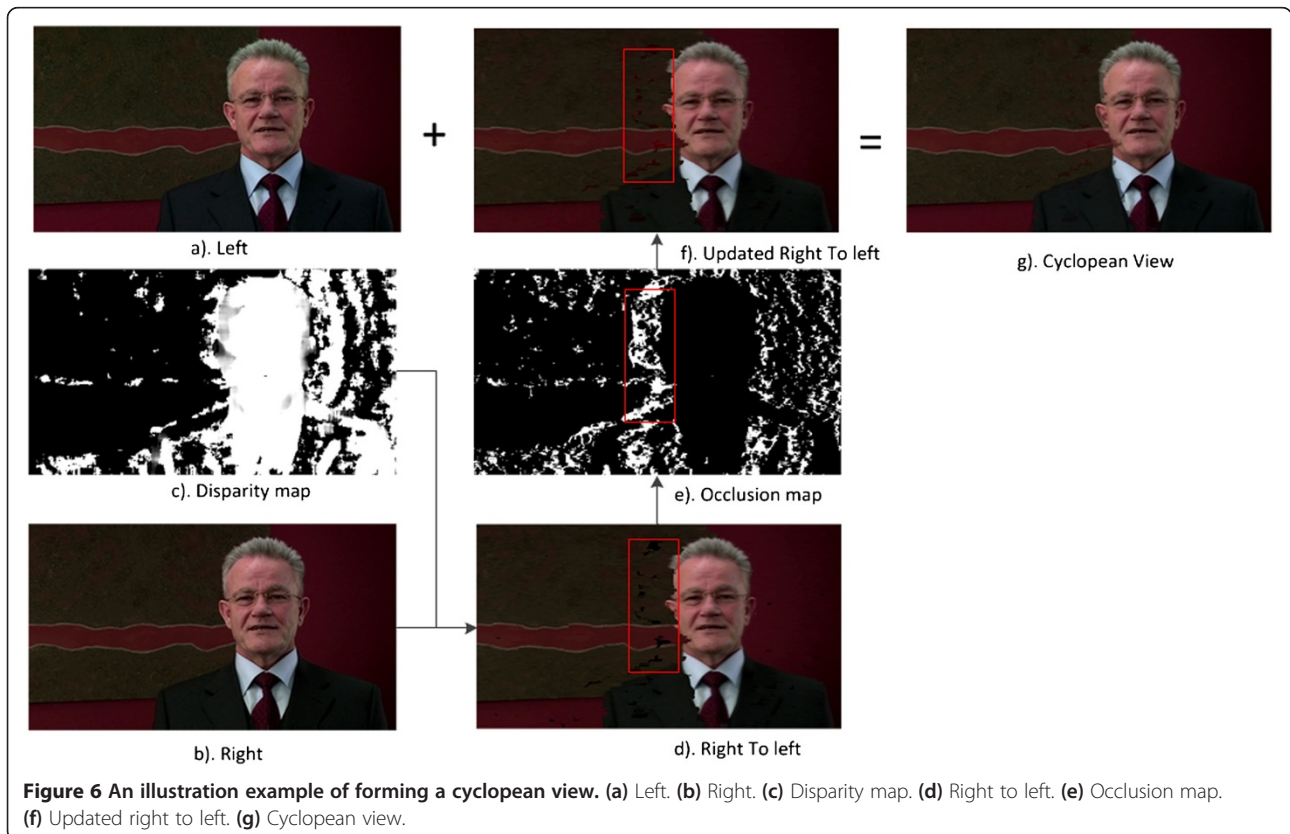 +
=
a). Left
f). Updated Right To left
g). Cyclopean View
c). Disparity map
e). Occlusion map
b). Right
d). Right To left
Figure 6 An illustration example of forming a cyclopean view. (a) Left. (b) Right. (c) Disparity map. (d) Right to left. (e) Occlusion map.
(f) Updated right to left. (g) Cyclopean view.